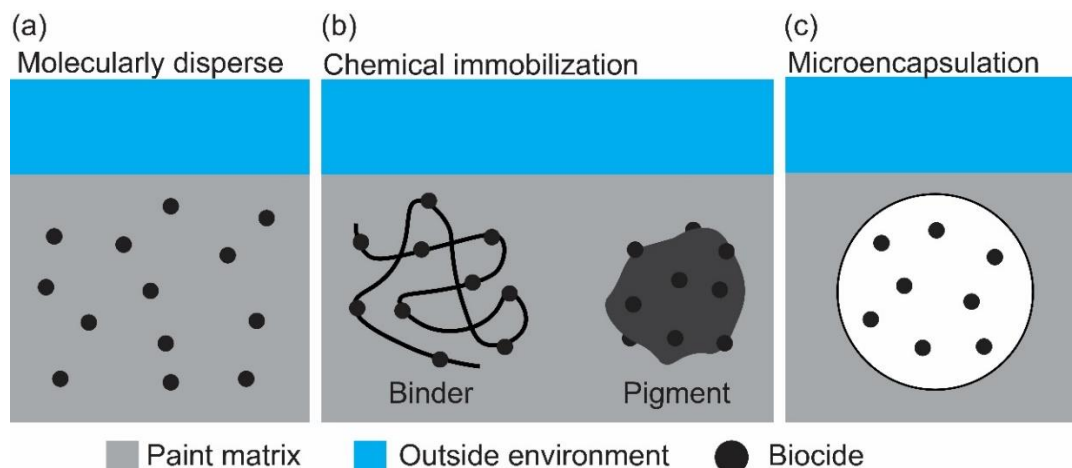 (a)
Molecularly disperse
(b)
Chemical immobilization
(c)
Microencapsulation
Binder
Pigment
Paint matrix
Outside environment
Biocide